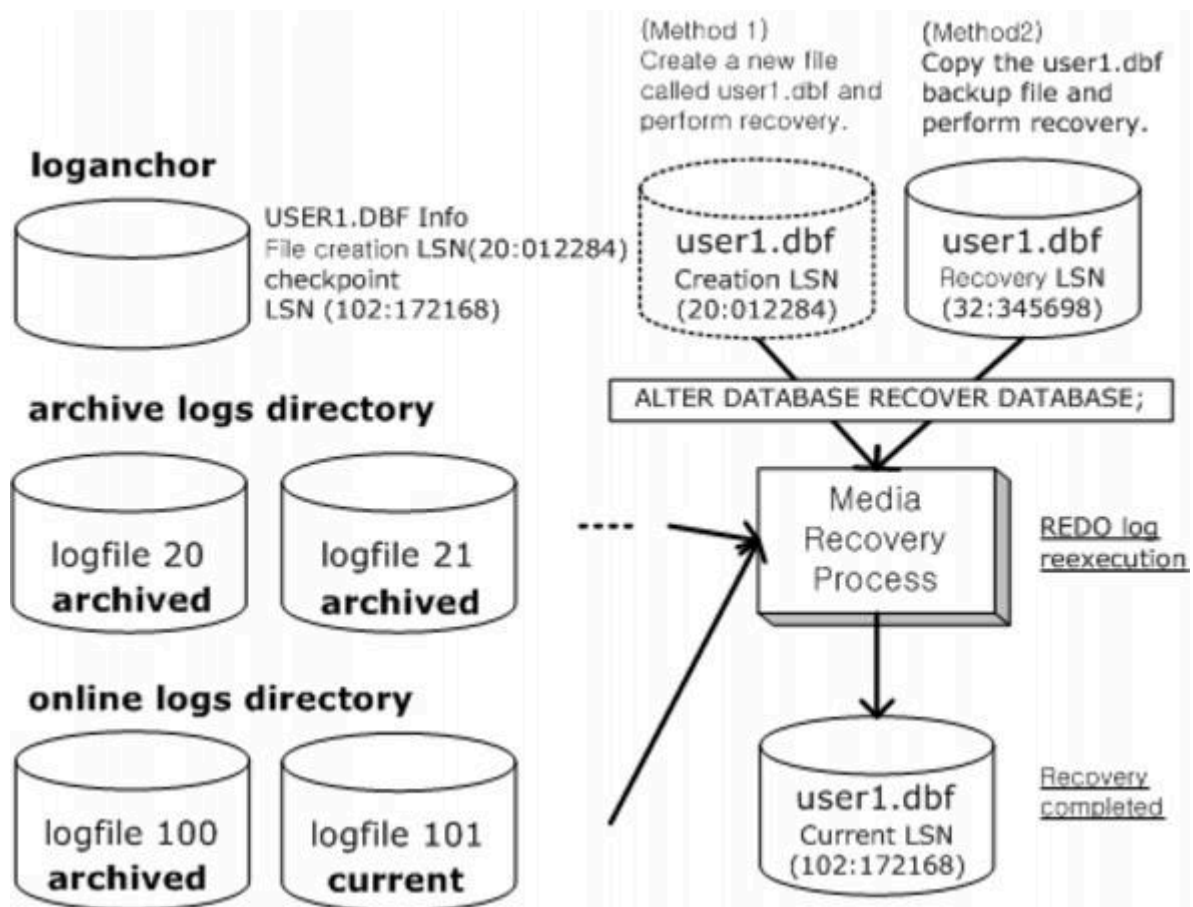 (Method 1)
Create a new file
called user1.dbf and
perform recovery.
(Method2)
Copy the user1.dbf
backup file and
perform recovery.
loganchor
USER1.DBF Info
File creation LSN(20:012284)
checkpoint
LSN (102:172168)
user1.dbf
Creation LSN
(20:012284)
user1.dbf
Recovery LSN
(32:345698)
ALTER DATABASE RECOVER DATABASE;
archive logs directory
logfile 20
archived
logfile 21
archived
Media
Recovery
Process
REDO log
reexecution
online logs directory
logfile 100
archived
logfile 101
current
user1.dbf
Current LSN
(102:172168)
Recovery
completed